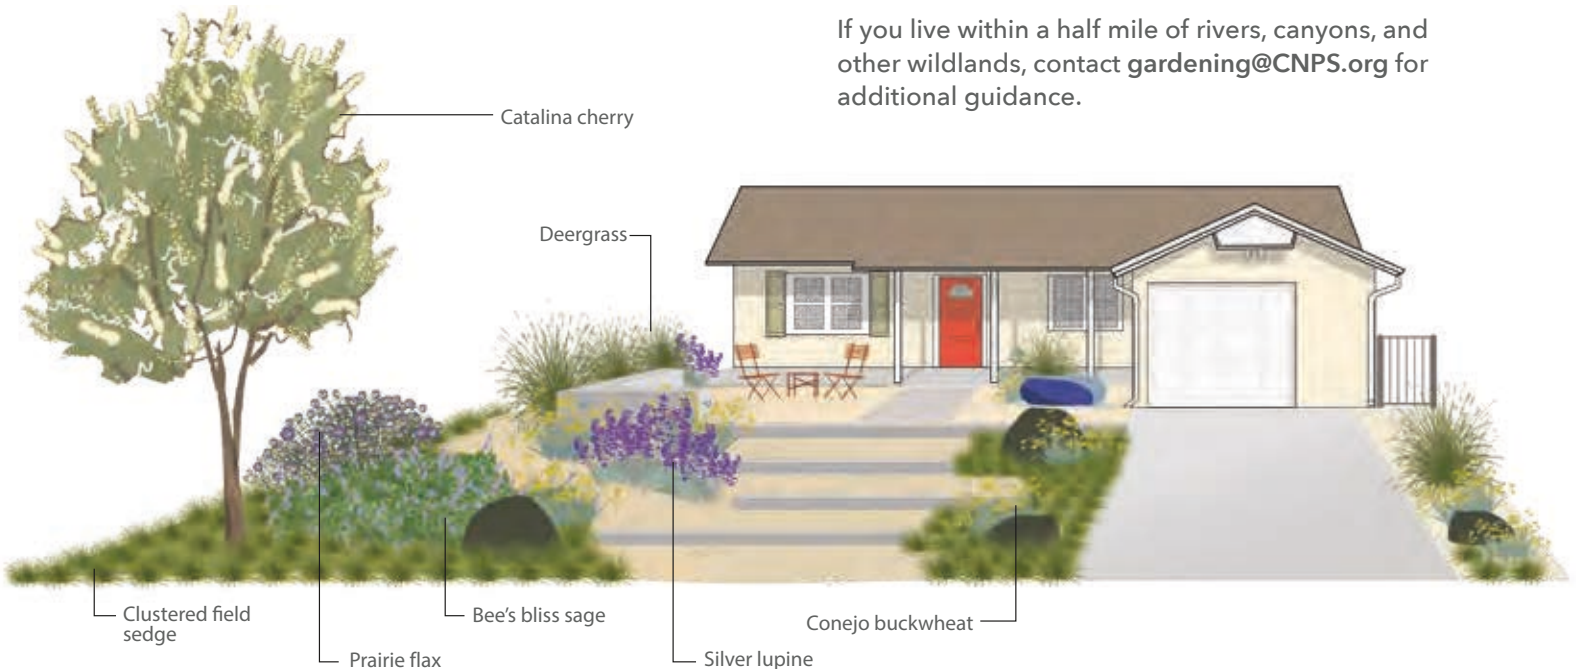 If you live within a half mile of rivers, canyons, and
other wildlands, contact gardening@CNPS.org for
additional guidance.
Catalina cherry
Deergrass
Clustered field
sedge
Bee's bliss sage
Conejo buckwheat
Prairie flax
Silver lupine